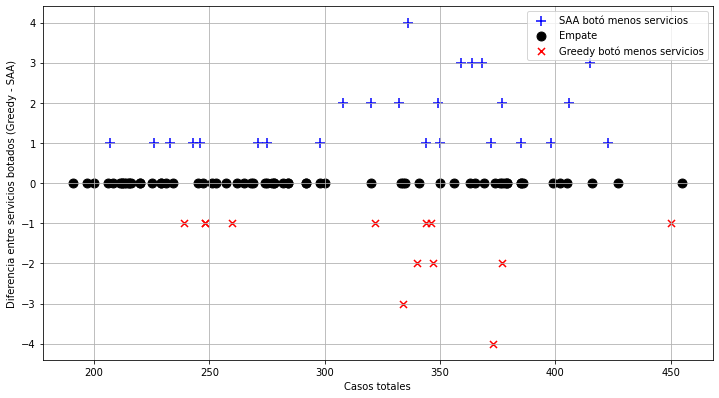 SAA botó menos servicios
Empate
Greedy botó menos servicios
Diferencia entre servicios botados (Greedy - SAA)
4
3
2
1
0
−1
−2
−3
−4
200 250 300 350 400 450
Casos totales